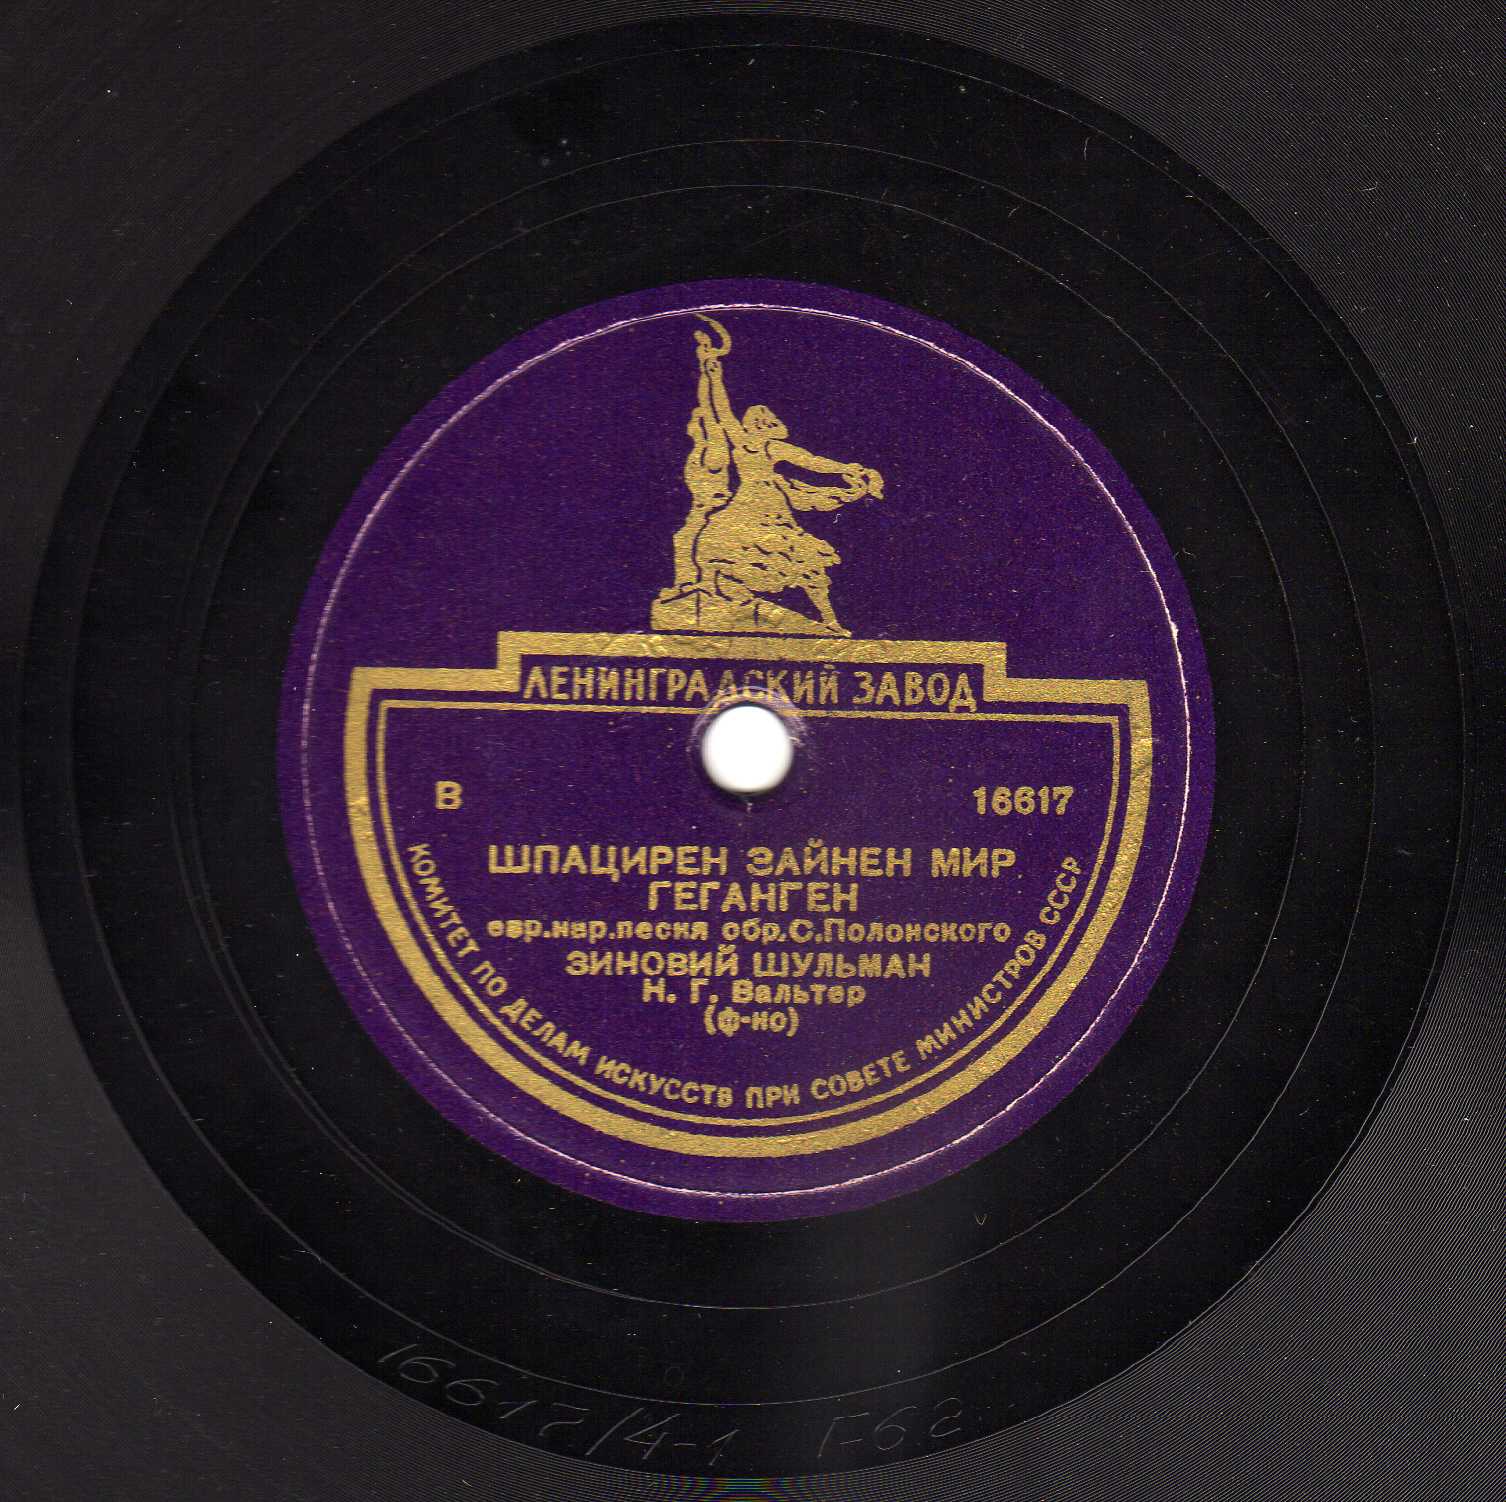 ЛЕНИНГРАДСКИЙ ЗАВОД
В 16617
ШПАЦИРЕН ЗАЙНЕН МИР
ГЕГАНГЕН
евр.нар.песня обр.С.Полонского
ЗИНОВИЙ ШУЛЬМАН
Н. Г. Вальтер
(ф-но)
КОМИТЕТ ПО ДЕЛАМ ИСКУССТВ ПРИ СОВЕТЕ МИНИСТРОВ СССР
16617/4-1 Г-62